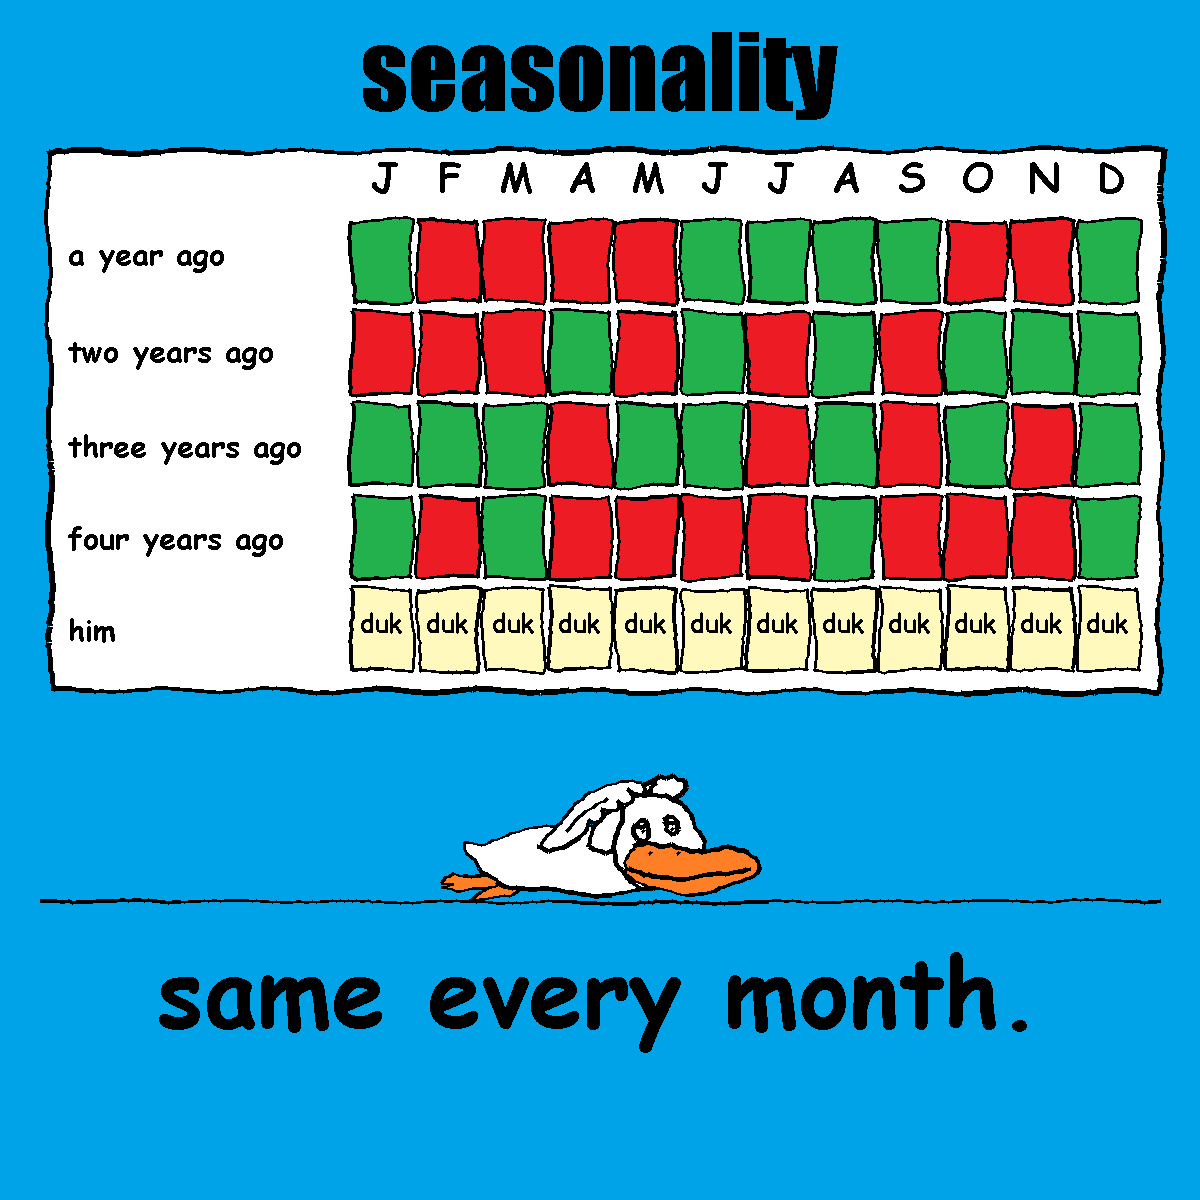 seasonality
J F M A M J J A S O N D
a year ago
two years ago
three years ago
four years ago
him duk duk duk duk duk duk duk duk duk duk duk duk
same every month.